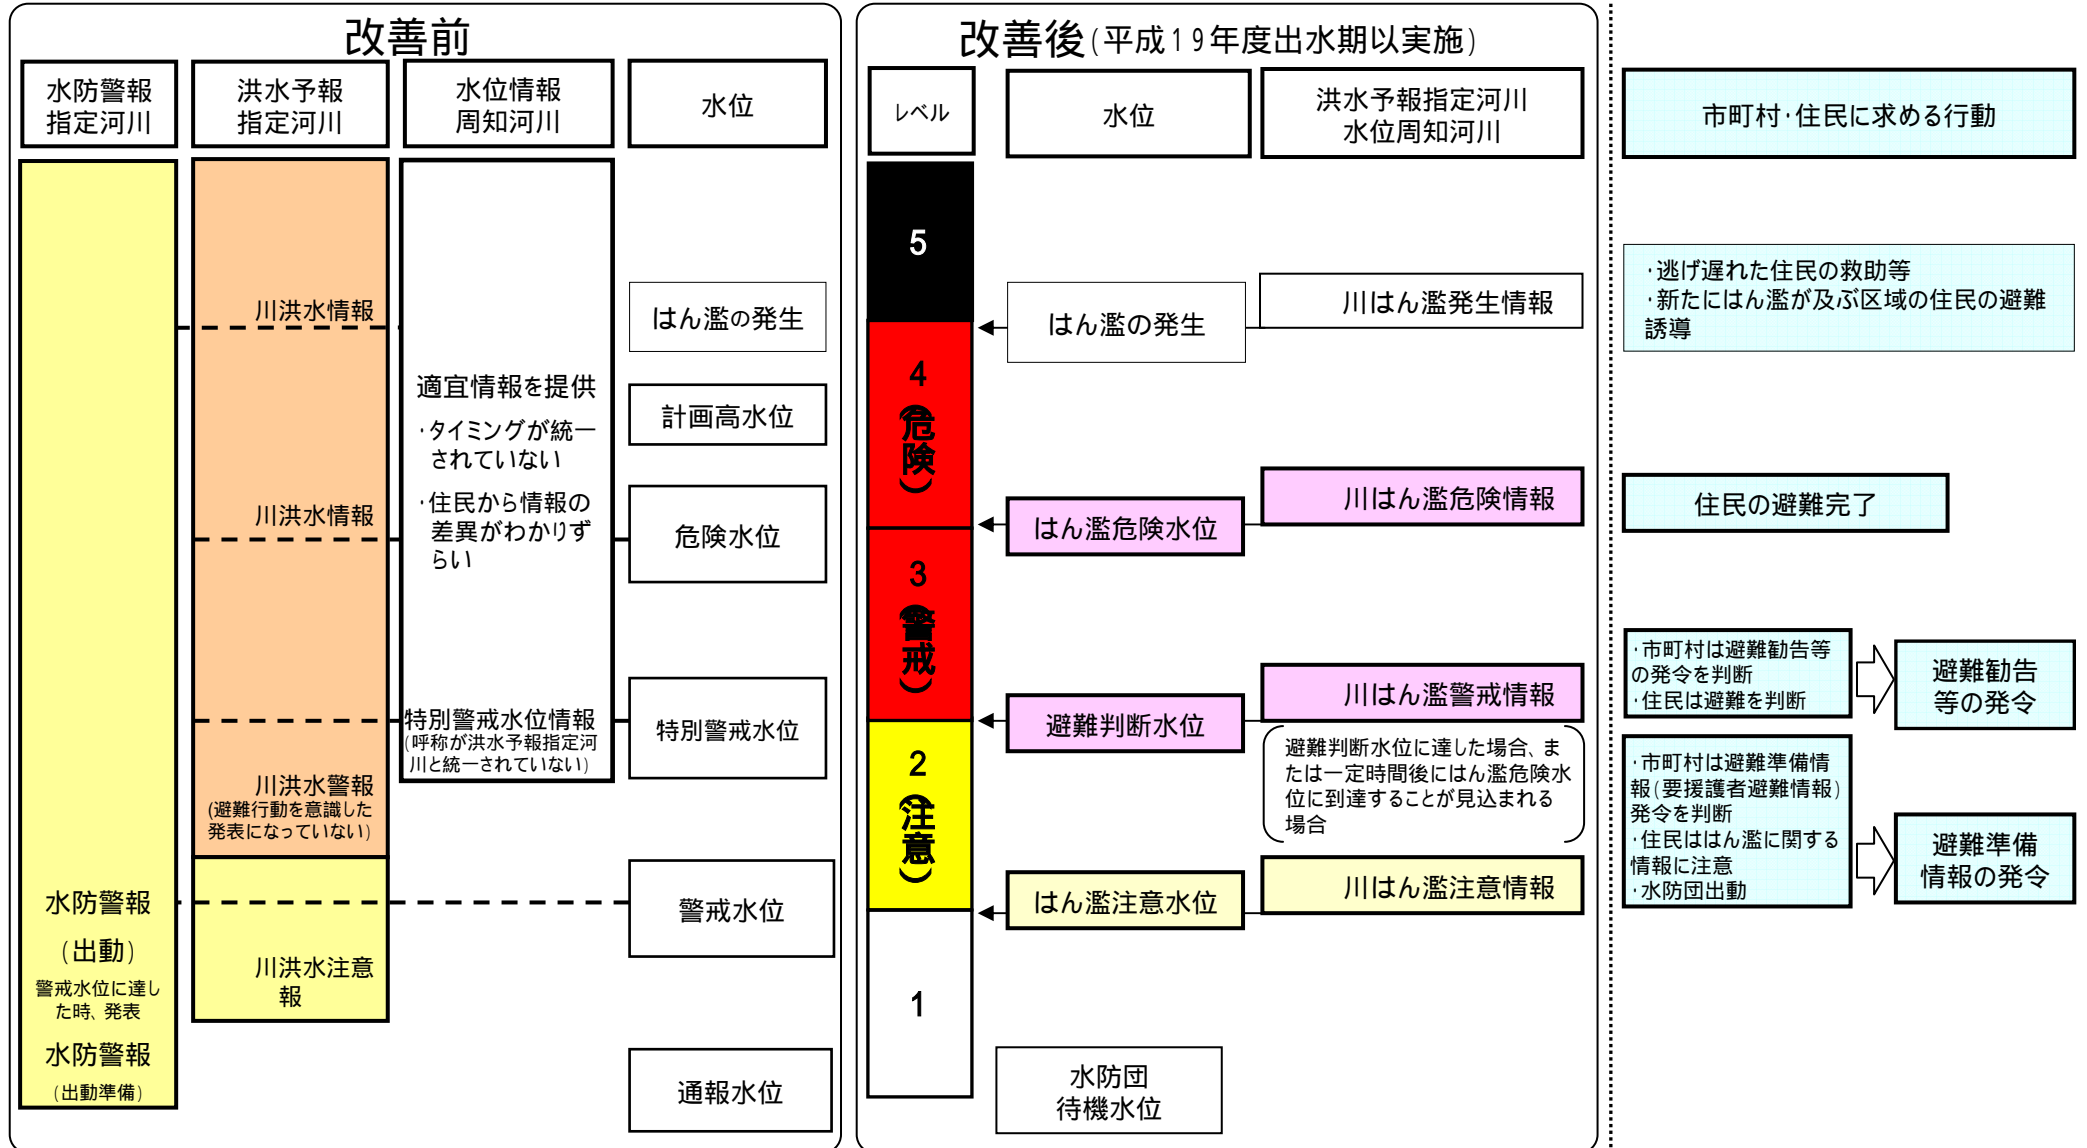 改善前
水防警報
指定河川
洪水予報
指定河川
水位情報
周知河川
水位
川洪水情報
川洪水情報
川洪水警報
(避難行動を意識した
発表になっていない)
川洪水注意
報
水防警報
(出動)
警戒水位に達し
た時、発表
水防警報
(出動準備)
適宜情報を提供
・タイミングが統一
されていない
・住民から情報の
差異がわかりず
らい
特別警戒水位情報
(呼称が洪水予報指定河
川と統一されていない)
はん濫の発生
計画高水位
危険水位
特別警戒水位
警戒水位
通報水位
改善後(平成19年度出水期以実施)
レベル
水位
洪水予報指定河川
水位周知河川
5
4
(危険)
3
(警戒)
2
(注意)
1
はん濫の発生
はん濫危険水位
避難判断水位
はん濫注意水位
水防団
待機水位
川はん濫発生情報
川はん濫危険情報
川はん濫警戒情報
避難判断水位に達した場合、ま
たは一定時間後にはん濫危険水
位に到達することが見込まれる
場合
川はん濫注意情報
市町村・住民に求める行動
・逃げ遅れた住民の救助等
・新たにはん濫が及ぶ区域の住民の避難
誘導
住民の避難完了
・市町村は避難勧告等
の発令を判断
・住民は避難を判断
避難勧告
等の発令
・市町村は避難準備情
報(要援護者避難情報)
発令を判断
・住民ははん濫に関する
情報に注意
・水防団出動
避難準備
情報の発令